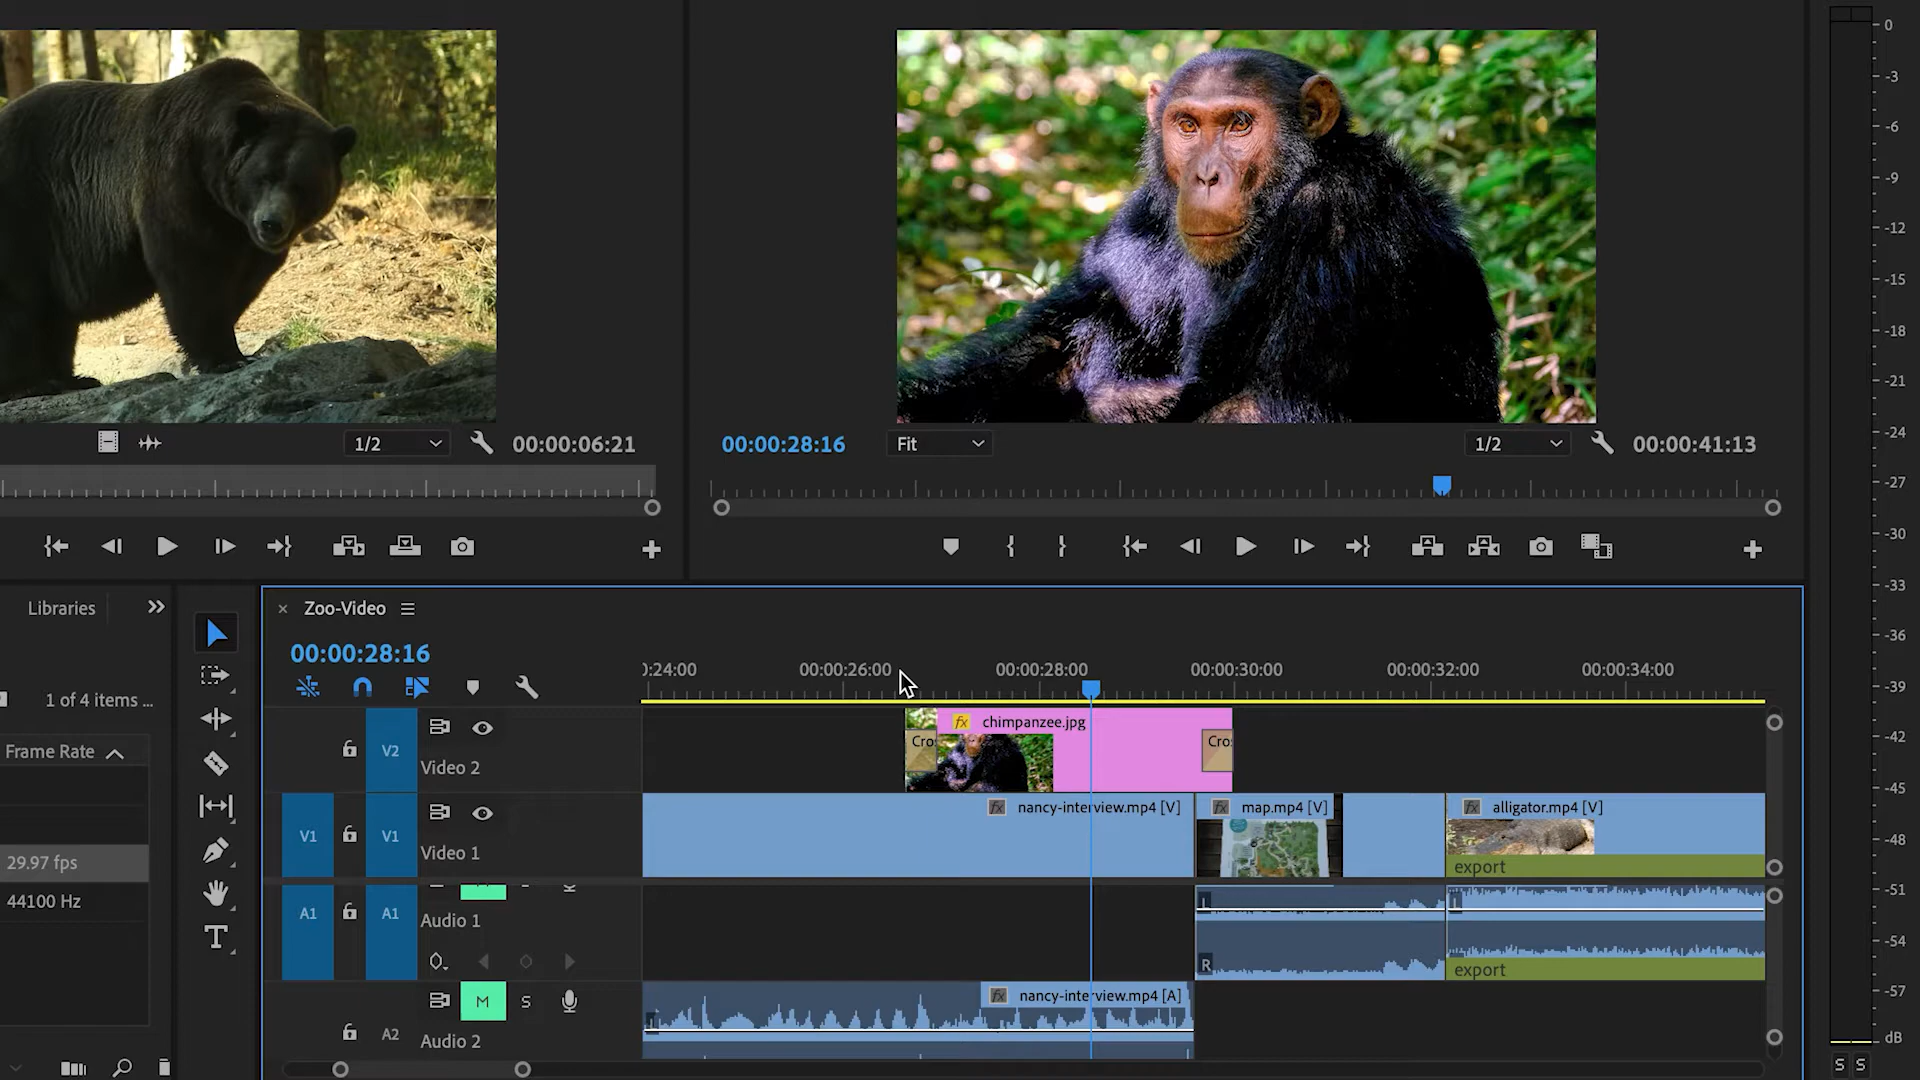 0
-3
-6
-9
-12
-15
-18
-21
-24
-27
-30
-33
-36
-39
-42
-45
-48
-51
-54
-57
dB
S S
1/2
00:00:06:21
00:00:28:16
Fit
1/2
00:00:41:13
Libraries
1 of 4 items ...
Frame Rate
29.97 fps
44100 Hz
T
× Zoo-Video
00:00:28:16
):24:00 00:00:26:00 00:00:28:00 00:00:30:00 00:00:32:00 00:00:34:00
V2
Video 2
fx chimpanzee.jpg
Cro
Cro
V1
V1
Video 1
fx nancy-interview.mp4 [V]
fx map.mp4 [V]
fx alligator.mp4 [V]
export
A1
A1
Audio 1
L
L
R
export
M S
A2
Audio 2
fx nancy-interview.mp4 [A]